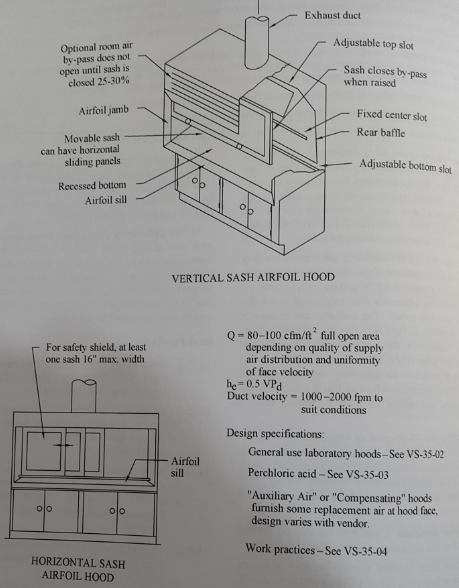 Exhaust duct
Optional room air
by-pass does not
open until sash is
closed 25-30%
Adjustable top slot
Sash closes by-pass
when raised
Airfoil jamb
Fixed center slot
Rear baffle
Movable sash
can have horizontal
sliding panels
Adjustable bottom slot
Recessed bottom
Airfoil sill
VERTICAL SASH AIRFOIL HOOD
For safety shield, at least
one sash 16" max. width
Airfoil
sill
HORIZONTAL SASH
AIRFOIL HOOD
Q = 80–100 cfm/ft² full open area
depending on quality of supply
air distribution and uniformity
of face velocity
he = 0.5 VPd
Duct velocity = 1000–2000 fpm to
suit conditions
Design specifications:
General use laboratory hoods – See VS-35-02
Perchloric acid – See VS-35-03
"Auxiliary Air" or "Compensating" hoods
furnish some replacement air at hood face,
design varies with vendor.
Work practices – See VS-35-04